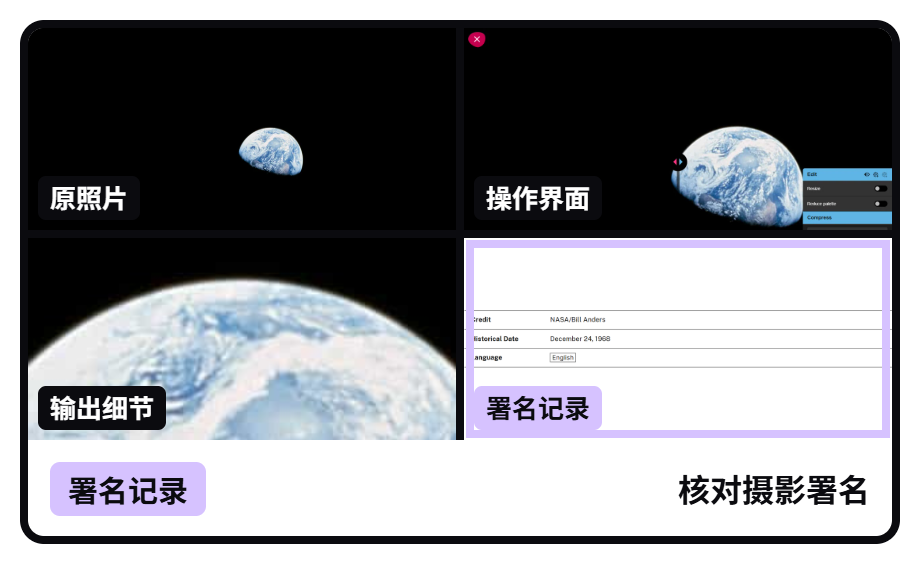 原照片
操作界面
Edit
Resize
Reduce palette
Compress
输出细节
Credit NASA/Bill Anders
Historical Date December 24, 1968
Language English
署名记录
署名记录
核对摄影署名